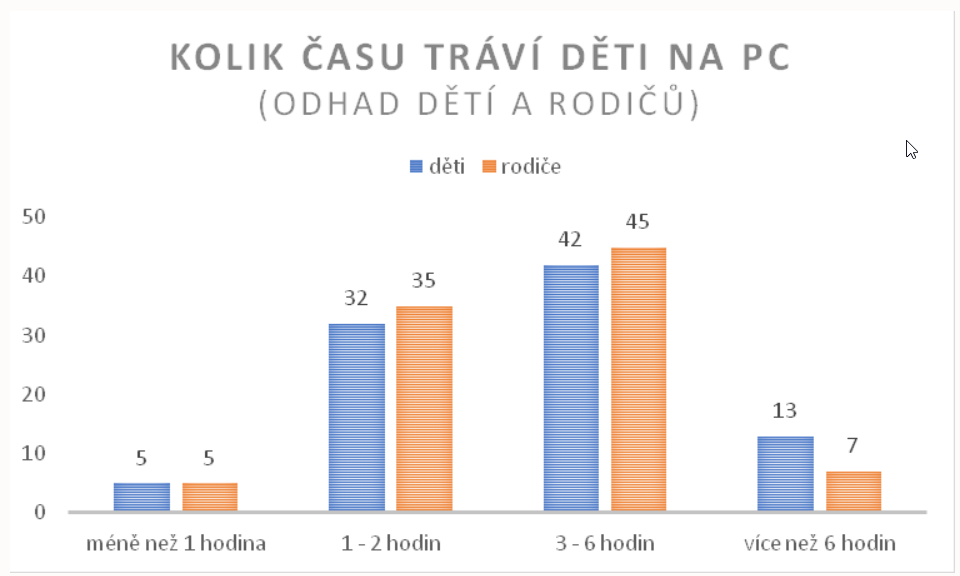 KOLIK ČASU TRÁVÍ DĚTI NA PC
(ODHAD DĚTÍ A RODIČŮ)
děti rodiče
50
40
30
20
10
0
5 5
32 35
42 45
13 7
méně než 1 hodina 1 - 2 hodin 3 - 6 hodin více než 6 hodin